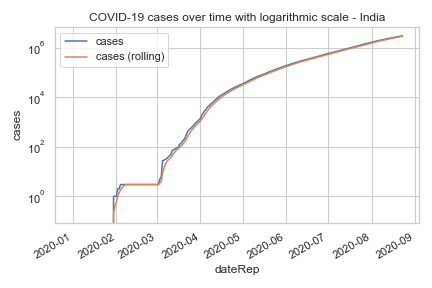 COVID-19 cases over time with logarithmic scale - India
cases
cases (rolling)
10^6
10^4
10^2
10^0
cases
2020-01
2020-02
2020-03
2020-04
2020-05
2020-06
2020-07
2020-08
2020-09
dateRep